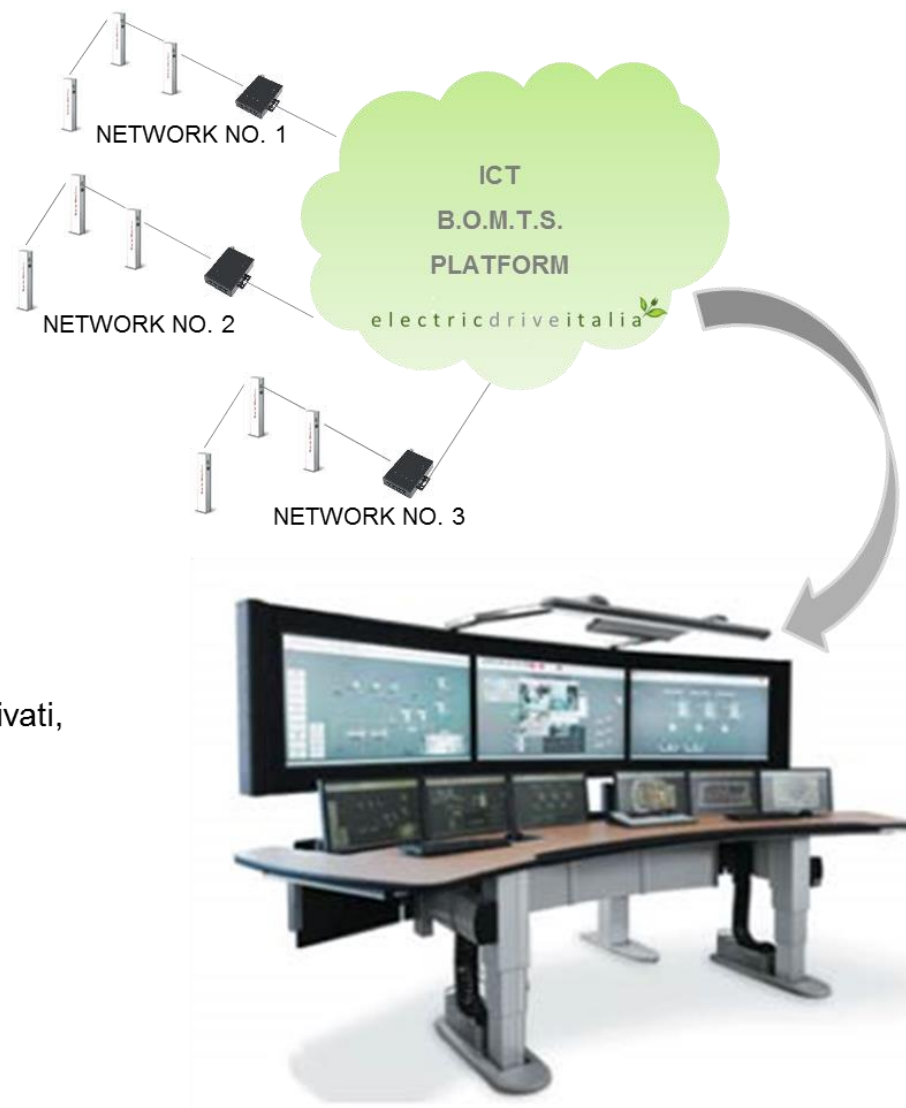 NETWORK NO. 1
ICT
B.O.M.T.S.
PLATFORM
electricdriveitalia
NETWORK NO. 2
NETWORK NO. 3
ivati,